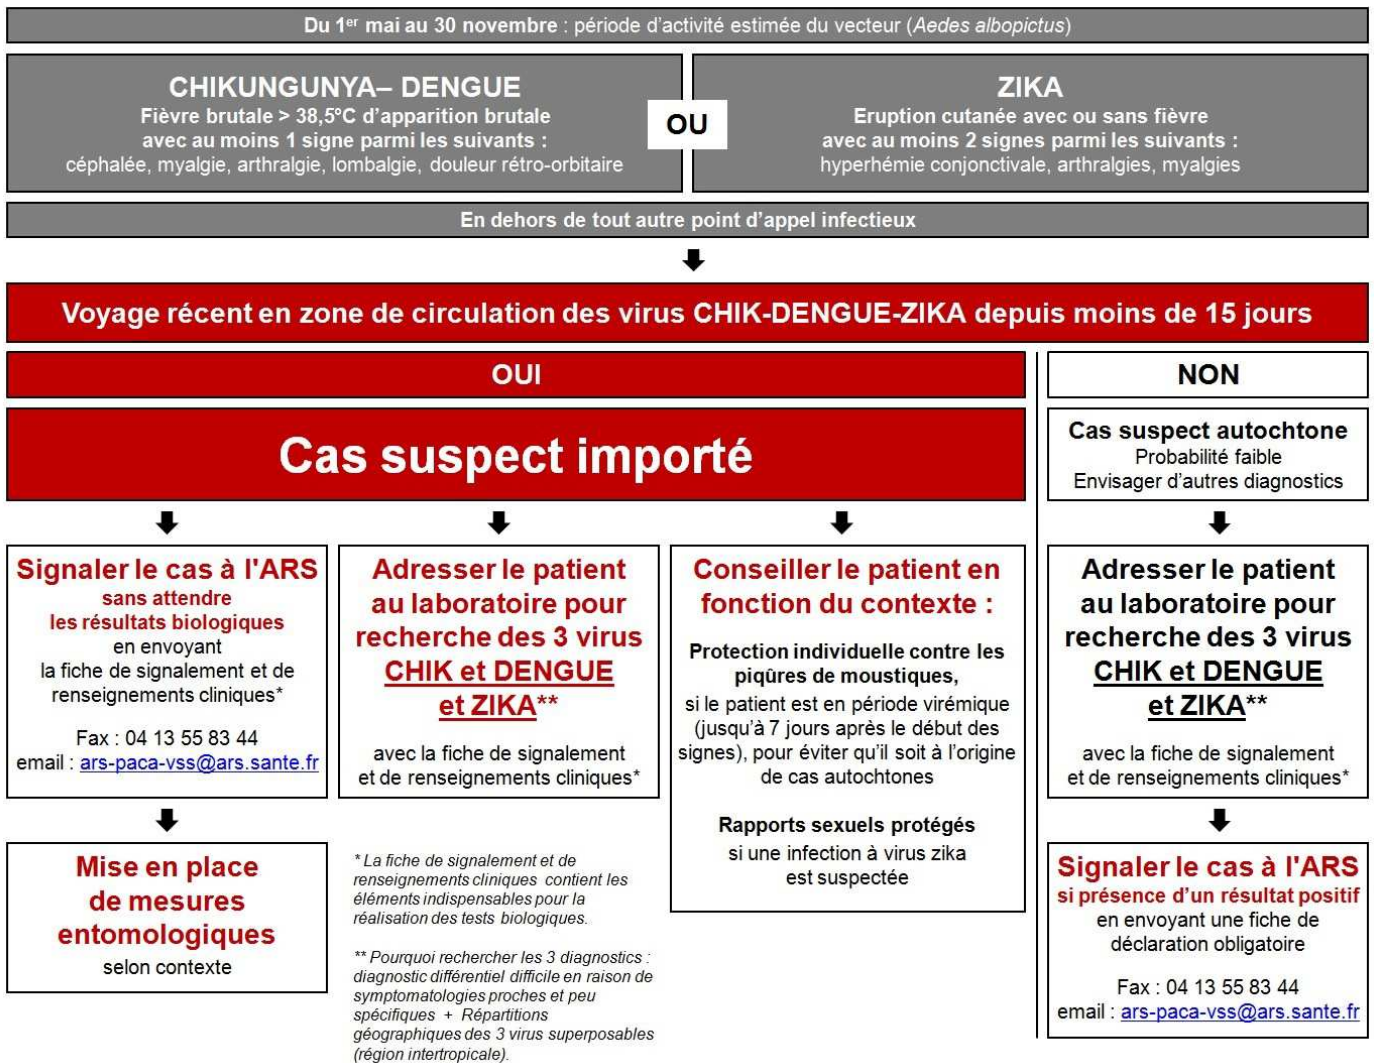 Du 1er mai au 30 novembre : période d'activité estimée du vecteur (Aedes albopictus)
CHIKUNGUNYA– DENGUE
Fièvre brutale > 38,5°C d'apparition brutale
avec au moins 1 signe parmi les suivants :
céphalée, myalgie, arthralgie, lombalgie, douleur rétro-orbitaire
OU
ZIKA
Eruption cutanée avec ou sans fièvre
avec au moins 2 signes parmi les suivants :
hyperhémie conjonctivale, arthralgies, myalgies
En dehors de tout autre point d'appel infectieux
Voyage récent en zone de circulation des virus CHIK-DENGUE-ZIKA depuis moins de 15 jours
OUI
Cas suspect importé
NON
Cas suspect autochtone
Probabilité faible
Envisager d'autres diagnostics
Signaler le cas à l'ARS
sans attendre
les résultats biologiques
en envoyant
la fiche de signalement et de
renseignements cliniques*
Fax : 04 13 55 83 44
email : ars-paca-vss@ars.sante.fr
Mise en place
de mesures
entomologiques
selon contexte
Adresser le patient
au laboratoire pour
recherche des 3 virus
CHIK et DENGUE
et ZIKA**
avec la fiche de signalement
et de renseignements cliniques*
* La fiche de signalement et de
renseignements cliniques contient les
éléments indispensables pour la
réalisation des tests biologiques.
** Pourquoi rechercher les 3 diagnostics :
diagnostic différentiel difficile en raison de
symptomatologies proches et peu
spécifiques + Répartitions
géographiques des 3 virus superposables
(région intertropicale).
Conseiller le patient en
fonction du contexte :
Protection individuelle contre les
piqûres de moustiques,
si le patient est en période virémique
(jusqu'à 7 jours après le début des
signes), pour éviter qu'il soit à l'origine
de cas autochtones
Rapports sexuels protégés
si une infection à virus zika
est suspectée
Adresser le patient
au laboratoire pour
recherche des 3 virus
CHIK et DENGUE
et ZIKA**
avec la fiche de signalement
et de renseignements cliniques*
Signaler le cas à l'ARS
si présence d'un résultat positif
en envoyant une fiche de
déclaration obligatoire
Fax : 04 13 55 83 44
email : ars-paca-vss@ars.sante.fr